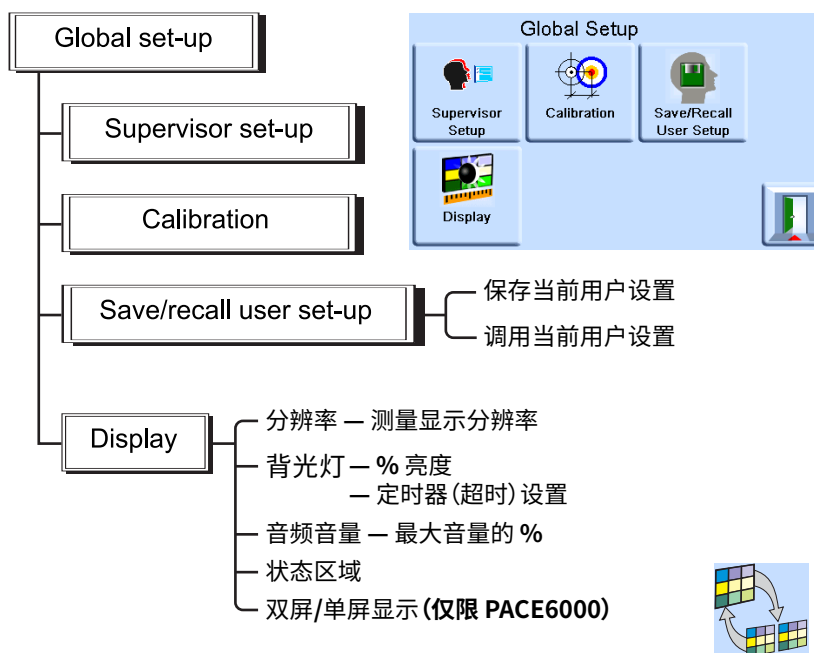 Global set-up
Supervisor set-up
Calibration
Save/recall user set-up
保存当前用户设置
调用当前用户设置
Display
分辨率 — 测量显示分辨率
背光灯 — % 亮度
— 定时器（超时）设置
音频音量 — 最大音量的 %
状态区域
双屏/单屏显示（仅限 PACE6000）
Global Setup
Supervisor
Setup
Calibration
Save/Recall
User Setup
Display